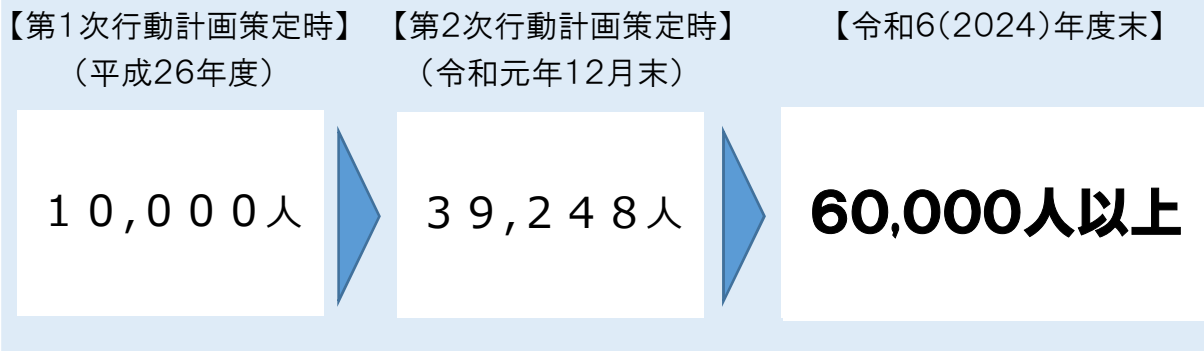 【第1次行動計画策定時】
（平成26年度）
１０,０００人
【第2次行動計画策定時】
（令和元年12月末）
３９,２４８人
【令和6(2024)年度末】
60,000人以上